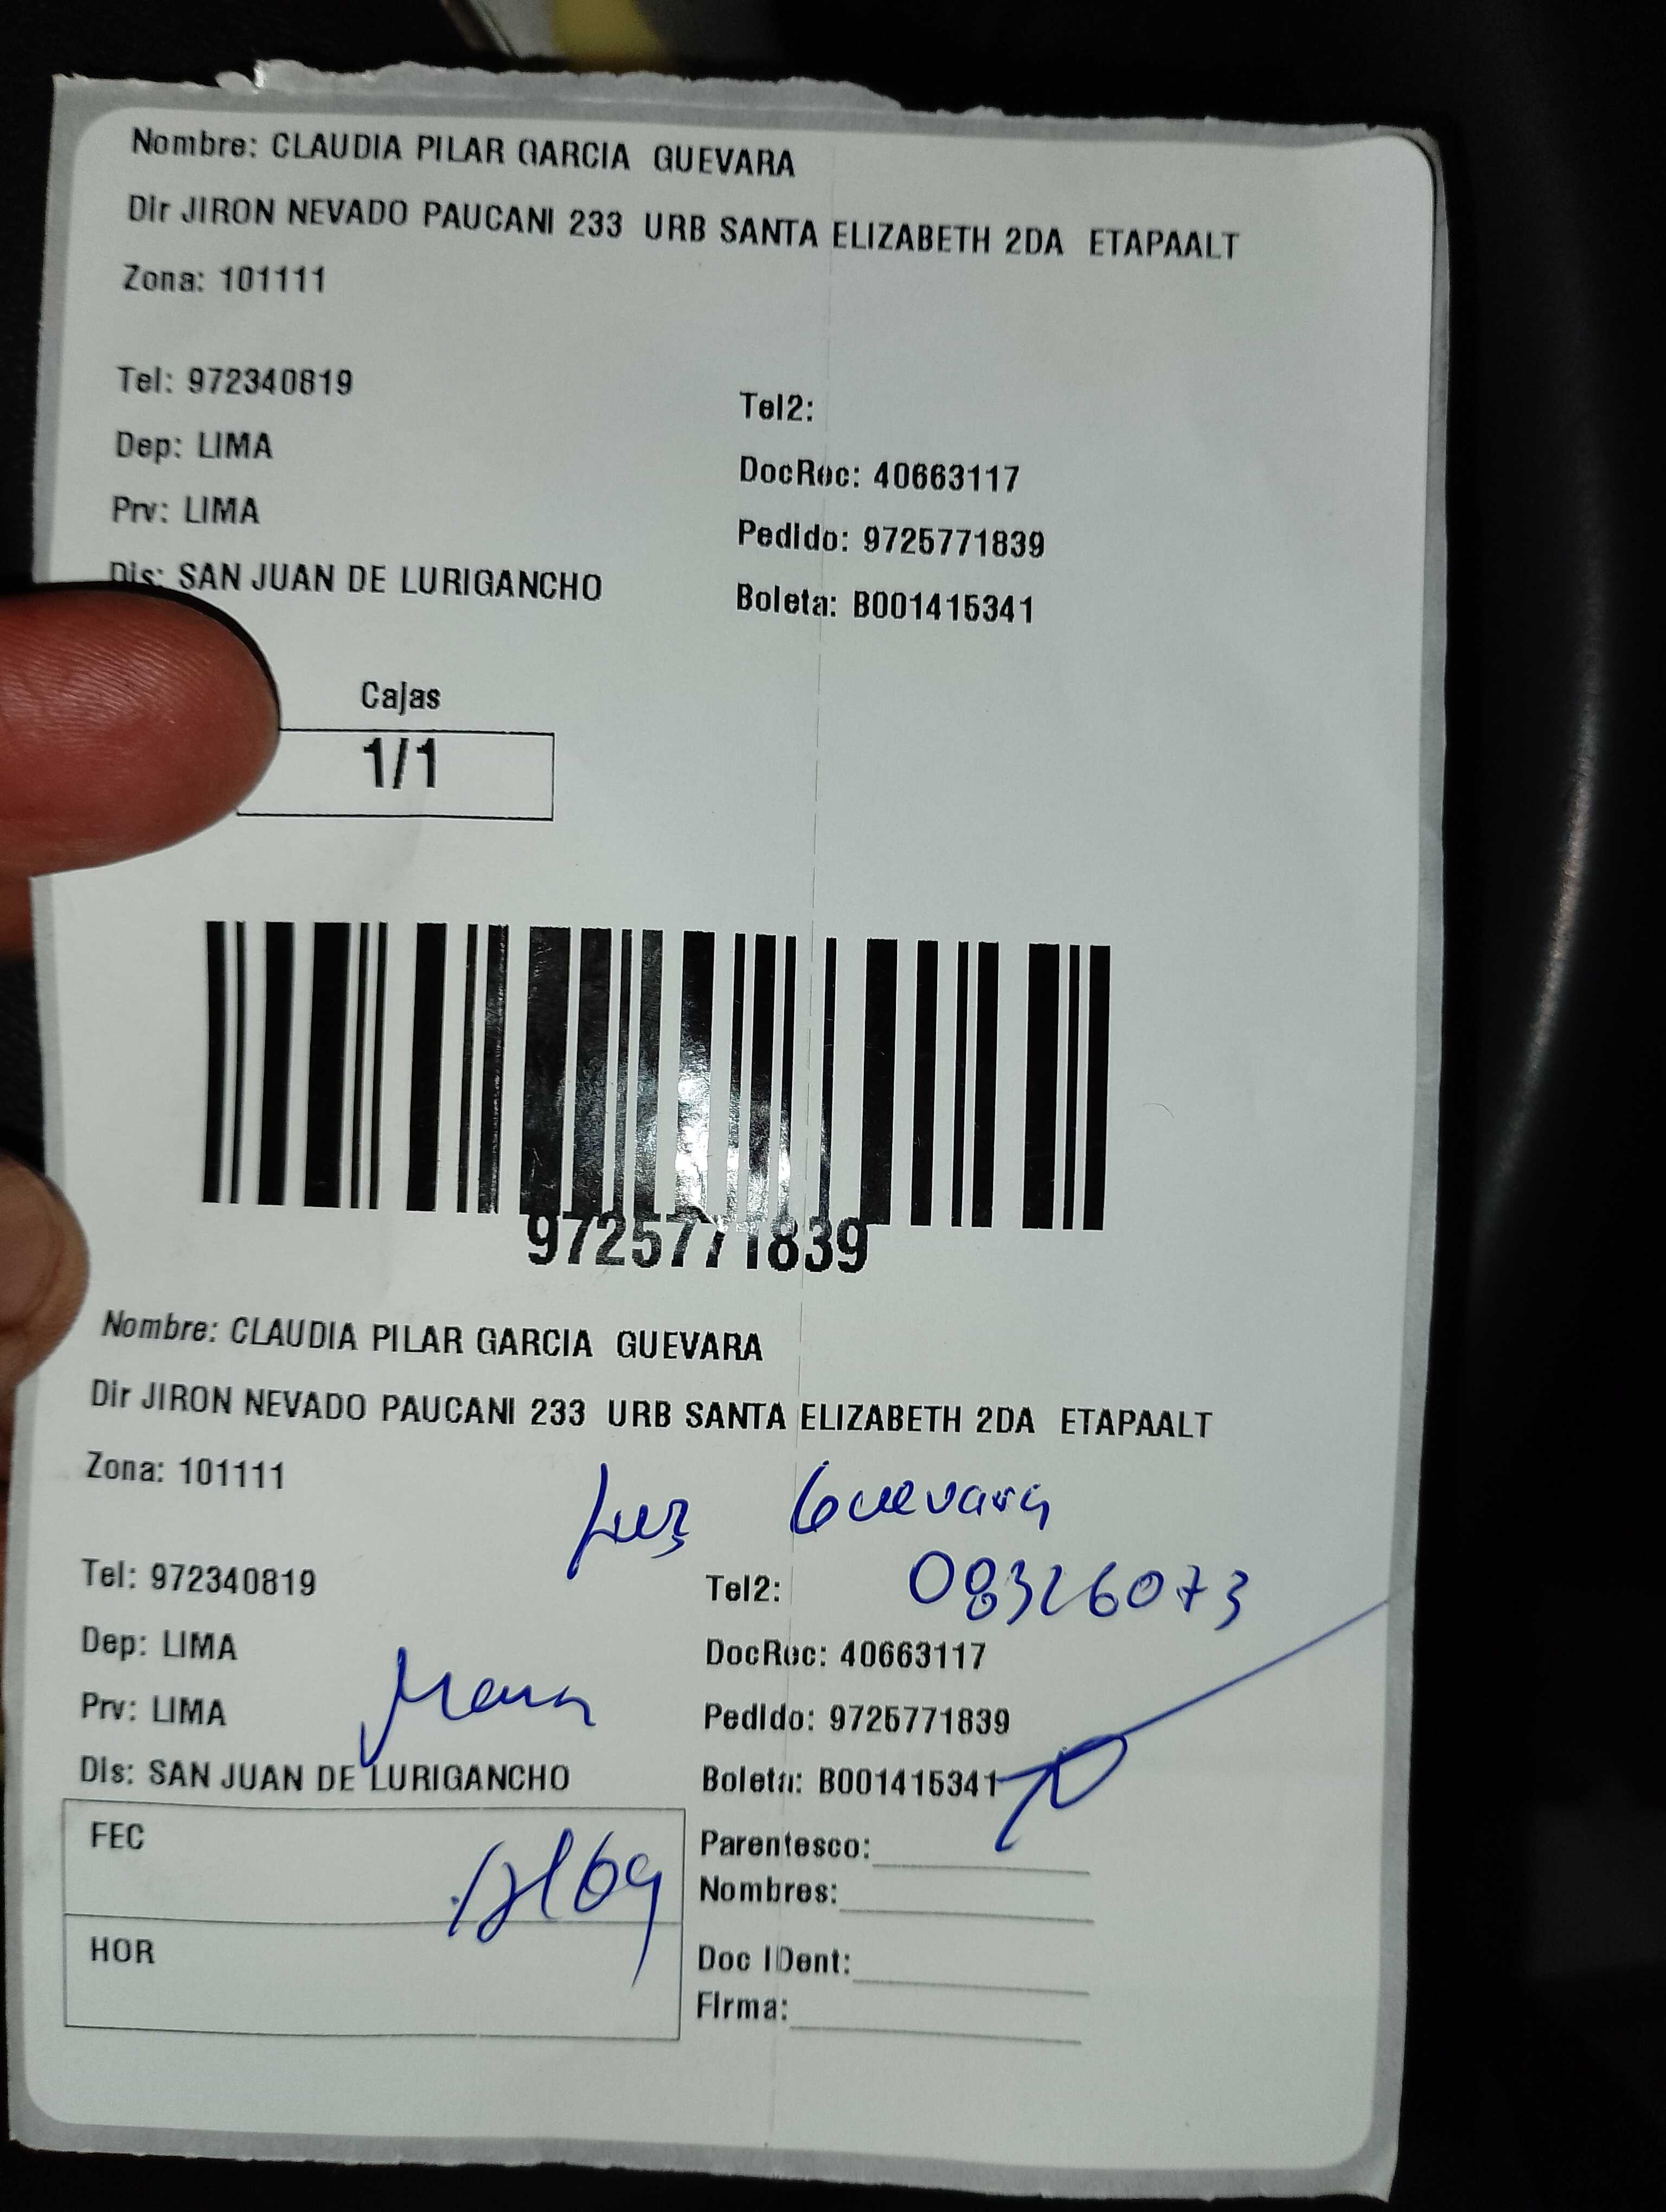 Nombre: CLAUDIA PILAR GARCIA GUEVARA
Dir JIRON NEVADO PAUCANI 233 URB SANTA ELIZABETH 2DA ETAPAALT
Zona: 101111
Tel: 972340819
Tel2:
Dep: LIMA
DocRec: 40663117
Prv: LIMA
Pedido: 9725771839
Dis: SAN JUAN DE LURIGANCHO
Boleta: B001415341
Cajas
1/1
9725771839
Nombre: CLAUDIA PILAR GARCIA GUEVARA
Dir JIRON NEVADO PAUCANI 233 URB SANTA ELIZABETH 2DA ETAPAALT
Zona: 101111
Luz Guevara
Tel: 972340819
Tel2: 08326073
Dep: LIMA
DocRec: 40663117
Prv: LIMA
Pedido: 9725771839
Dis: SAN JUAN DE LURIGANCHO
Boleta: B001415341
FEC
Parentesco:
Nombres:
HOR
Doc IDent:
Firma: